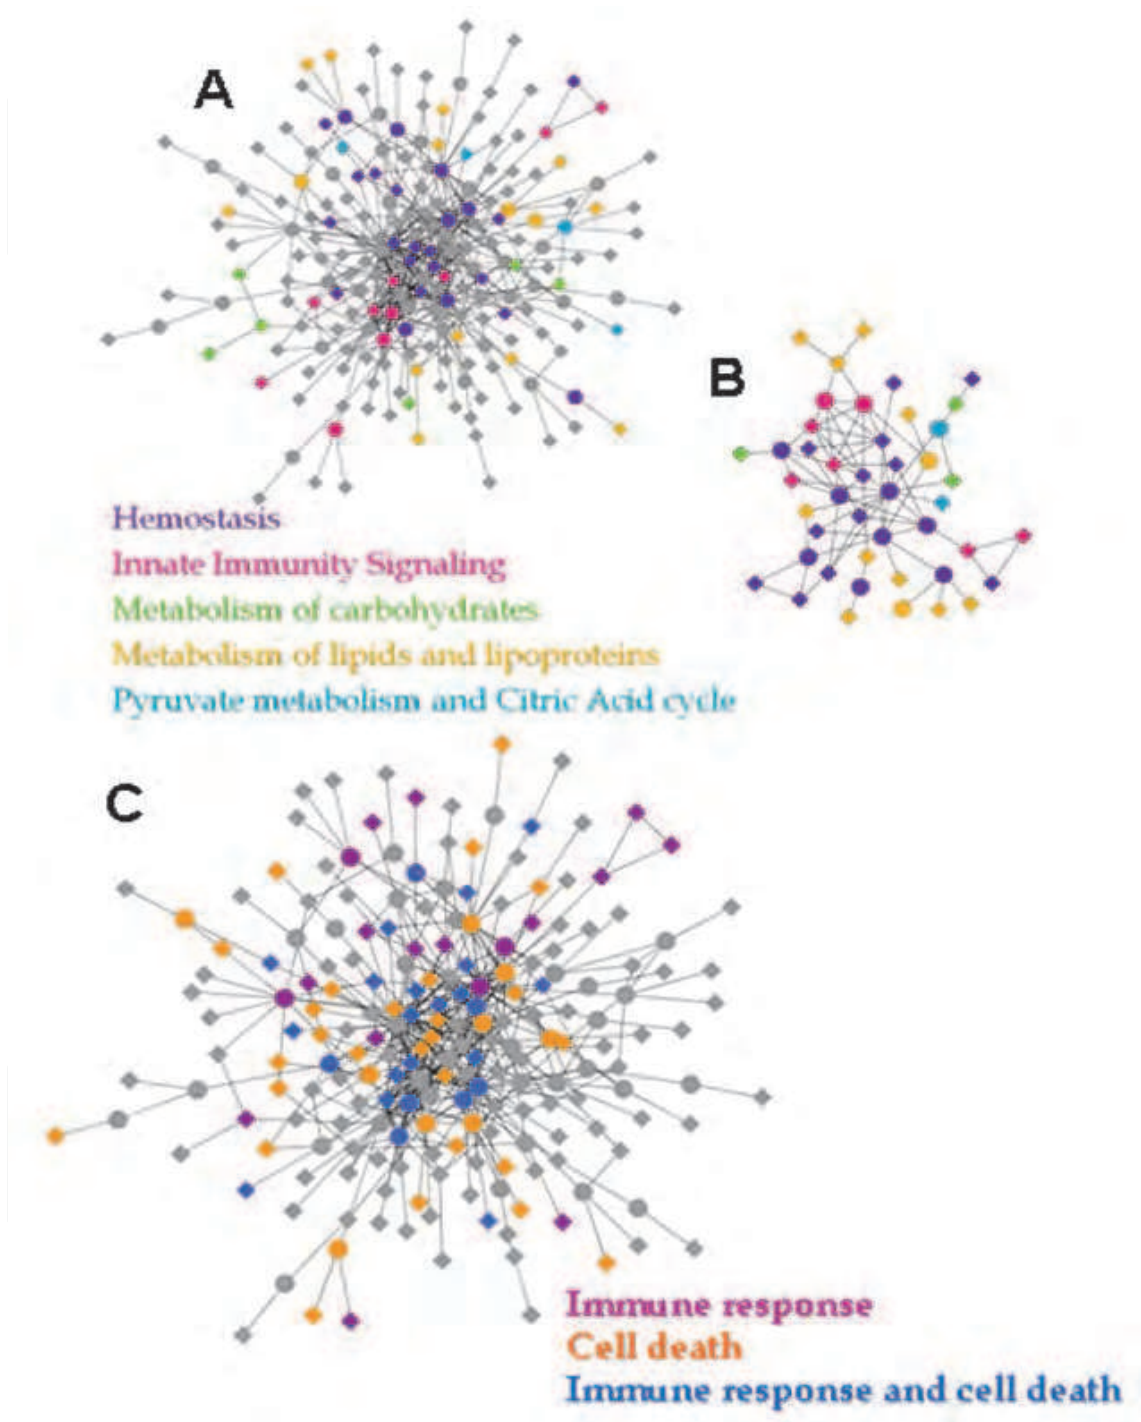 A
B
Hemostasis
Innate Immunity Signaling
Metabolism of carbohydrates
Metabolism of lipids and lipoproteins
Pyruvate metabolism and Citric Acid cycle
C
Immune response
Cell death
Immune response and cell death